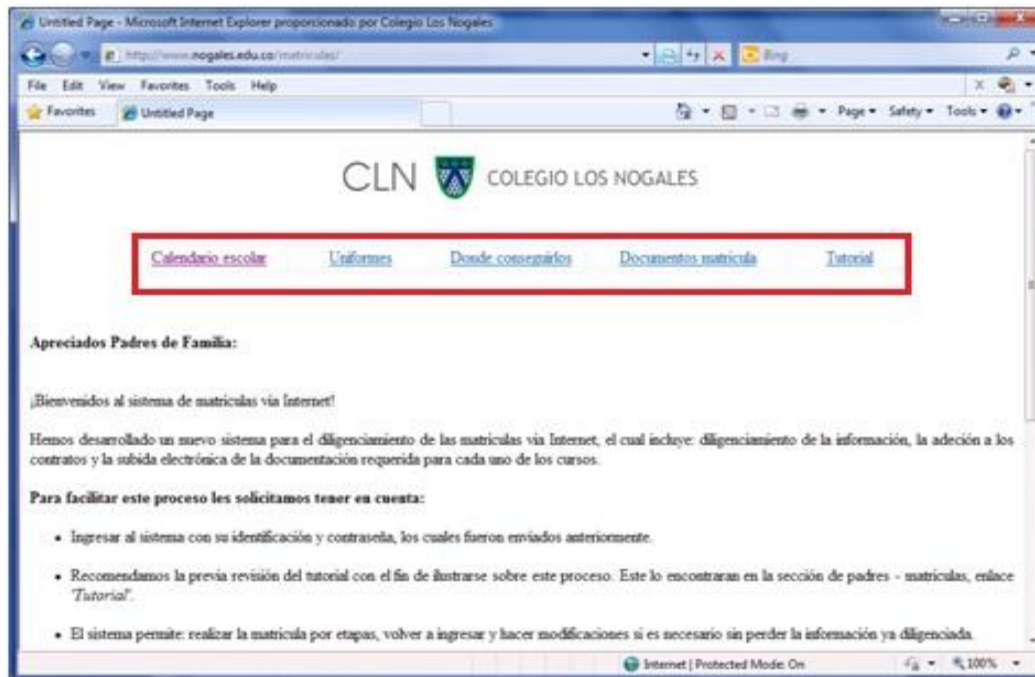 Untitled Page - Microsoft Internet Explorer proporcionado por Colegio Los Nogales
http://www.nogales.edu.co/matriculas/
Bing
File Edit View Favorites Tools Help
Favorites Untitled Page Page Safety Tools
CLN COLEGIO LOS NOGALES
Calendario escolar Uniformes Donde conseguirlos Documentos matrícula Tutorial
Apreciados Padres de Familia:
¡Bienvenidos al sistema de matriculas vía Internet!
Hemos desarrollado un nuevo sistema para el diligenciamiento de las matriculas via Internet, el cual incluye: diligenciamiento de la información, la adeción a los
contratos y la subida electrónica de la documentación requerida para cada uno de los cursos.
Para facilitar este proceso les solicitamos tener en cuenta:
• Ingresar al sistema con su identificación y contraseña, los cuales fueron enviados anteriormente.
• Recomendamos la previa revisión del tutorial con el fin de ilustrarse sobre este proceso. Este lo encontraran en la sección de padres - matriculas, enlace
'Tutorial'.
• El sistema permite: realizar la matricula por etapas, volver a ingresar y hacer modificaciones si es necesario sin perder la información ya diligenciada.
Internet | Protected Mode: On 100%